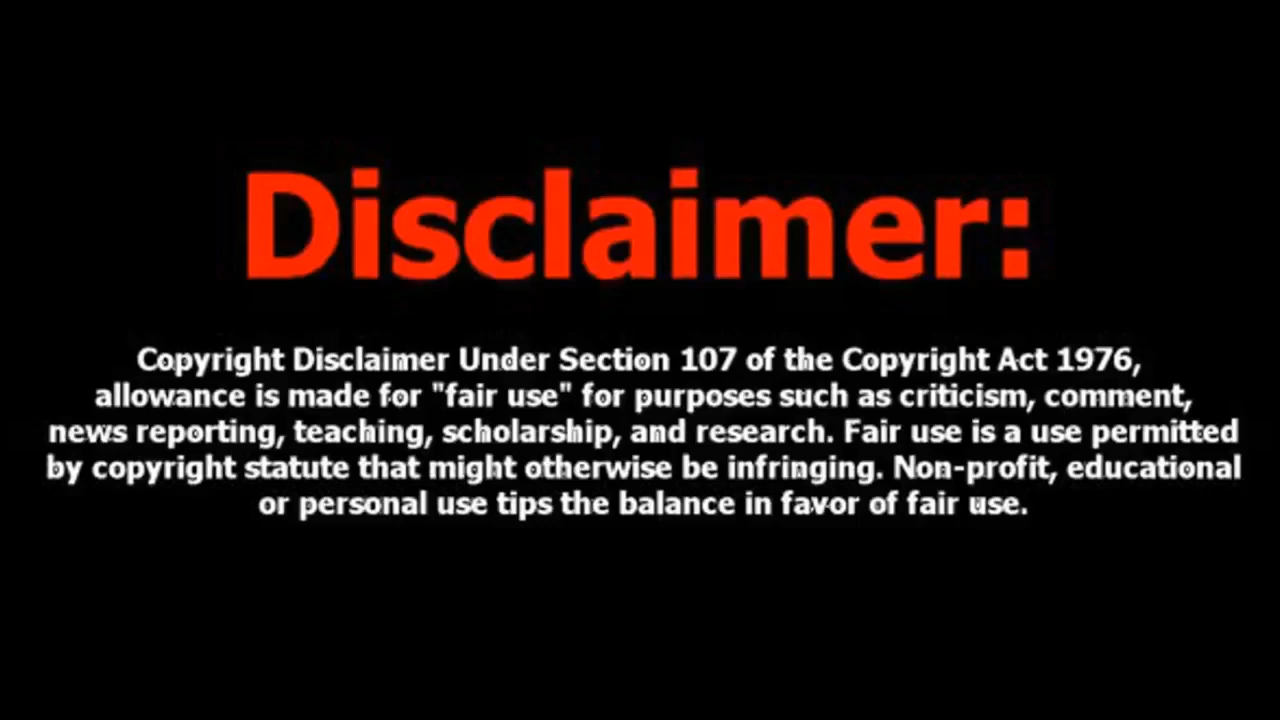 Disclaimer:
Copyright Disclaimer Under Section 107 of the Copyright Act 1976,
allowance is made for "fair use" for purposes such as criticism, comment,
news reporting, teaching, scholarship, and research. Fair use is a use permitted
by copyright statute that might otherwise be infringing. Non-profit, educational
or personal use tips the balance in favor of fair use.